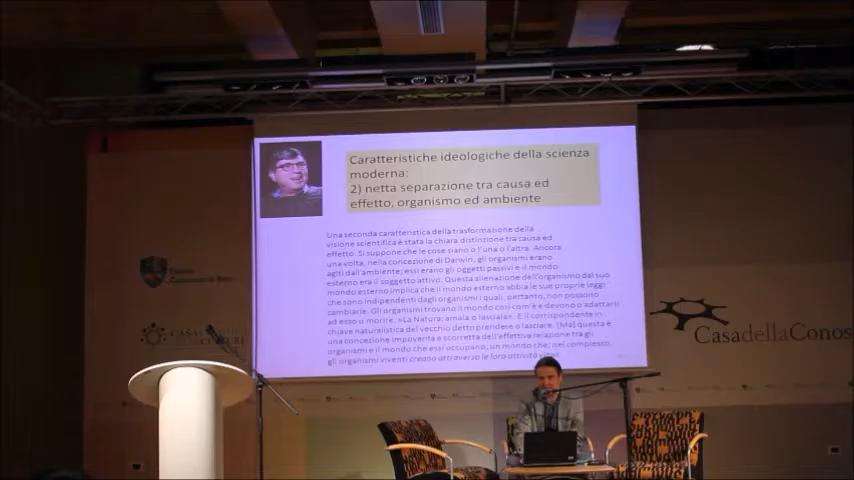 Caratteristiche ideologiche della scienza
moderna:
2) netta separazione tra causa ed
effetto, organismo ed ambiente
Una seconda caratteristica della trasformazione della
visione scientifica è stata la chiara distinzione tra causa ed
effetto. Si suppone che le cose siano o l'una o l'altra. Ancora
una volta, nella concezione di Darwin, gli organismi erano
agiti dall'ambiente; essi erano gli oggetti passivi e il mondo
esterno era il soggetto attivo. Questa alienazione dell'organismo dal suo
mondo esterno implica che il mondo esterno abbia le sue proprie leggi
che sono indipendenti dagli organismi i quali, pertanto, non possono
cambiarle. Gli organismi trovano il mondo così com'è e devono o adattarsi
ad esso o morire. «La Natura: amala o lasciala». È il corrispondente in
chiave naturalistica del vecchio detto prendere o lasciare. [Ma] questa è
una concezione impoverita e scorretta dell'effettiva relazione tra gli
organismi e il mondo che essi occupano, un mondo che, nel complesso,
gli organismi viventi creano attraverso le loro attività
CASA
CULTURE
CasadellaConos